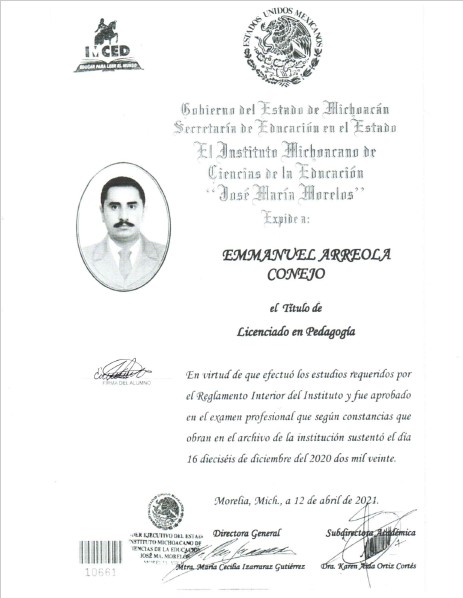 IMCED
EDUCAR PARA LEER EL MUNDO
ESTADOS UNIDOS MEXICANOS
Gobierno del Estado de Michoacán
Secretaría de Educación en el Estado
El Instituto Michoacano de
Ciencias de la Educación
"José María Morelos"
Expide a:
EMMANUEL ARREOLA
CONEJO
el Título de
Licenciado en Pedagogía
FIRMA DEL ALUMNO
En virtud de que efectuó los estudios requeridos por
el Reglamento Interior del Instituto y fue aprobado
en el examen profesional que según constancias que
obran en el archivo de la institución sustentó el día
16 dieciséis de diciembre del 2020 dos mil veinte.
Morelia, Mich., a 12 de abril de 2021.
Directora General
Subdirectora Académica
EJECUTIVO DEL ESTADO
INSTITUTO MICHOACANO DE
CIENCIAS DE LA EDUCACIÓN
JOSÉ MA. MORELOS
10661
Mtra. María Cecilia Izarraraz Gutiérrez
Dra. Karen Aida Ortiz Cortés